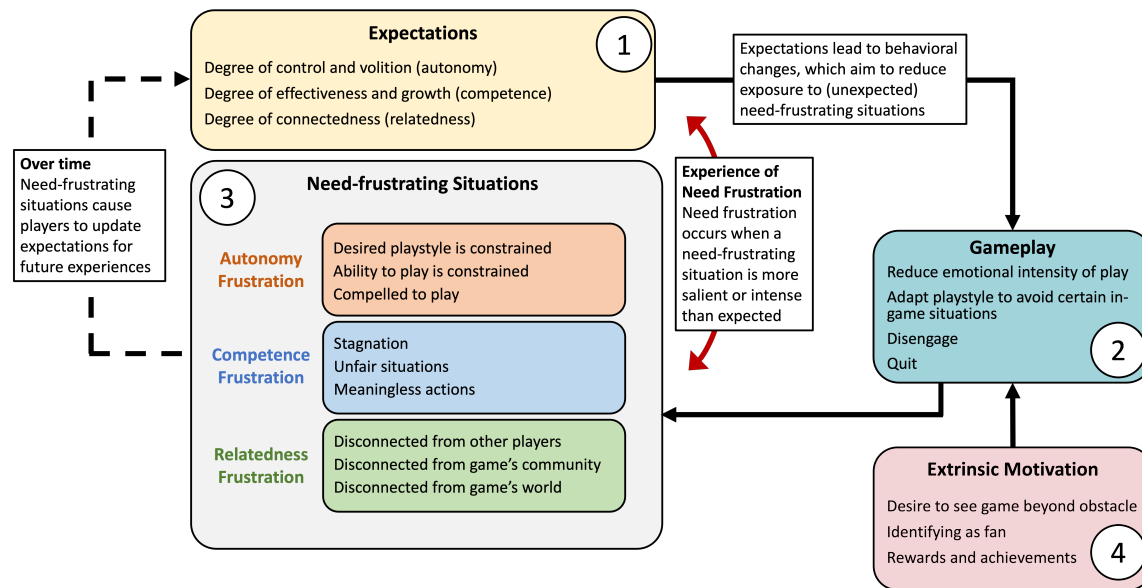 Expectations
1
Degree of control and volition (autonomy)
Degree of effectiveness and growth (competence)
Degree of connectedness (relatedness)
Expectations lead to behavioral
changes, which aim to reduce
exposure to (unexpected)
need-frustrating situations
Over time
Need-frustrating
situations cause
players to update
expectations for
future experiences
3
Need-frustrating Situations
Autonomy
Frustration
Desired playstyle is constrained
Ability to play is constrained
Compelled to play
Competence
Frustration
Stagnation
Unfair situations
Meaningless actions
Relatedness
Frustration
Disconnected from other players
Disconnected from game’s community
Disconnected from game’s world
Experience of
Need Frustration
Need frustration
occurs when a
need-frustrating
situation is more
salient or intense
than expected
Gameplay
Reduce emotional intensity of play
Adapt playstyle to avoid certain in-
game situations
Disengage
Quit
2
Extrinsic Motivation
Desire to see game beyond obstacle
Identifying as fan
Rewards and achievements
4